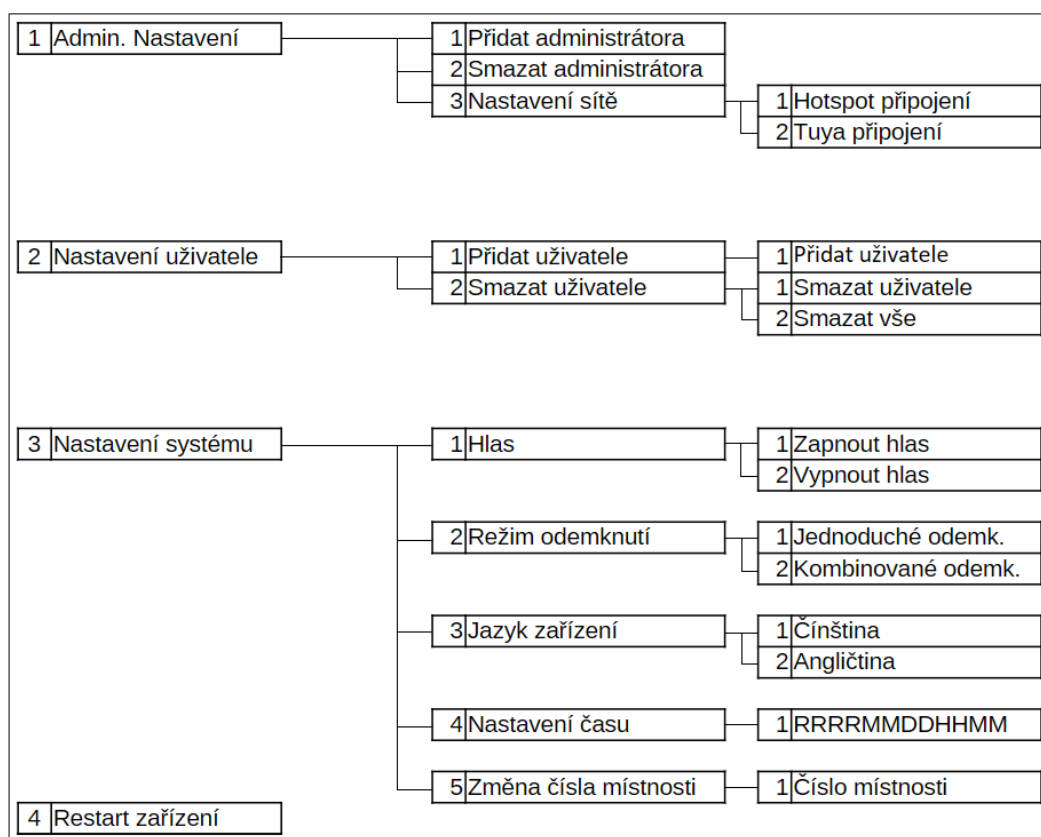 1 Admin. Nastavení 1 Přidat administrátora
2 Smazat administrátora
3 Nastavení sítě 1 Hotspot připojení
2 Tuya připojení
2 Nastavení uživatele 1 Přidat uživatele 1 Přidat uživatele
2 Smazat uživatele 1 Smazat uživatele
2 Smazat vše
3 Nastavení systému 1 Hlas 1 Zapnout hlas
2 Vypnout hlas
2 Režim odemknutí 1 Jednoduché odemk.
2 Kombinované odemk.
3 Jazyk zařízení 1 Čínština
2 Angličtina
4 Nastavení času 1 RRRRMMDDHHMM
5 Změna čísla místnosti 1 Číslo místnosti
4 Restart zařízení